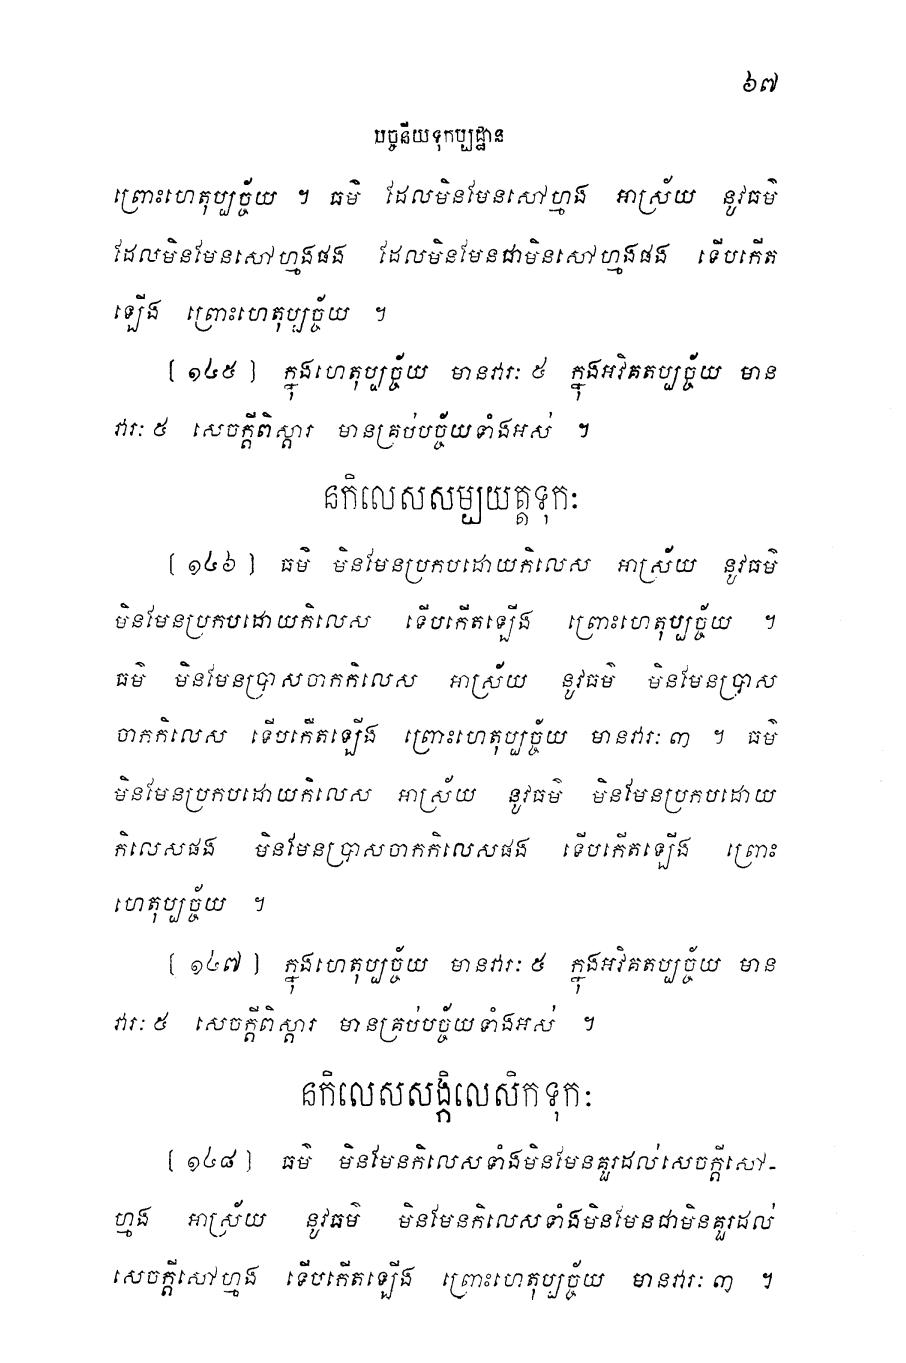 ៦៧
បច្ចនីយទុកប្បដ្ឋាន
ព្រោះហេតុប្បច្ច័យ ។ ធម៌ ដែលមិនមែនសៅហ្មង អាស្រ័យ នូវធម៌
ដែលមិនមែនសៅហ្មងផង ដែលមិនមែនជាមិនសៅហ្មងផង ទើបកើត
ឡើង ព្រោះហេតុប្បច្ច័យ ។
[ ១៤៥ ] ក្នុងហេតុប្បច្ច័យ មានវារៈ ៥ ក្នុងអវិគតប្បច្ច័យ មាន
វារៈ ៥ សេចក្តីពិស្តារ មានគ្រប់បច្ច័យទាំងអស់ ។
នកិលេសសម្បយុត្តទុកៈ
[ ១៤៦ ] ធម៌ មិនមែនប្រកបដោយកិលេស អាស្រ័យ នូវធម៌
មិនមែនប្រកបដោយកិលេស ទើបកើតឡើង ព្រោះហេតុប្បច្ច័យ ។
ធម៌ មិនមែនប្រាសចាកកិលេស អាស្រ័យ នូវធម៌ មិនមែនប្រាស
ចាកកិលេស ទើបកើតឡើង ព្រោះហេតុប្បច្ច័យ មានវារៈ ៣ ។ ធម៌
មិនមែនប្រកបដោយកិលេស អាស្រ័យ នូវធម៌ មិនមែនប្រកបដោយ
កិលេសផង មិនមែនប្រាសចាកកិលេសផង ទើបកើតឡើង ព្រោះ
ហេតុប្បច្ច័យ ។
[ ១៤៧ ] ក្នុងហេតុប្បច្ច័យ មានវារៈ ៥ ក្នុងអវិគតប្បច្ច័យ មាន
វារៈ ៥ សេចក្តីពិស្តារ មានគ្រប់បច្ច័យទាំងអស់ ។
នកិលេសសង្កិលេសិកទុកៈ
[ ១៤៨ ] ធម៌ មិនមែនកិលេសទាំងមិនមែនគួរដល់សេចក្តីសៅ-
ហ្មង អាស្រ័យ នូវធម៌ មិនមែនកិលេសទាំងមិនមែនជាមិនគួរដល់
សេចក្តីសៅហ្មង ទើបកើតឡើង ព្រោះហេតុប្បច្ច័យ មានវារៈ ៣ ។